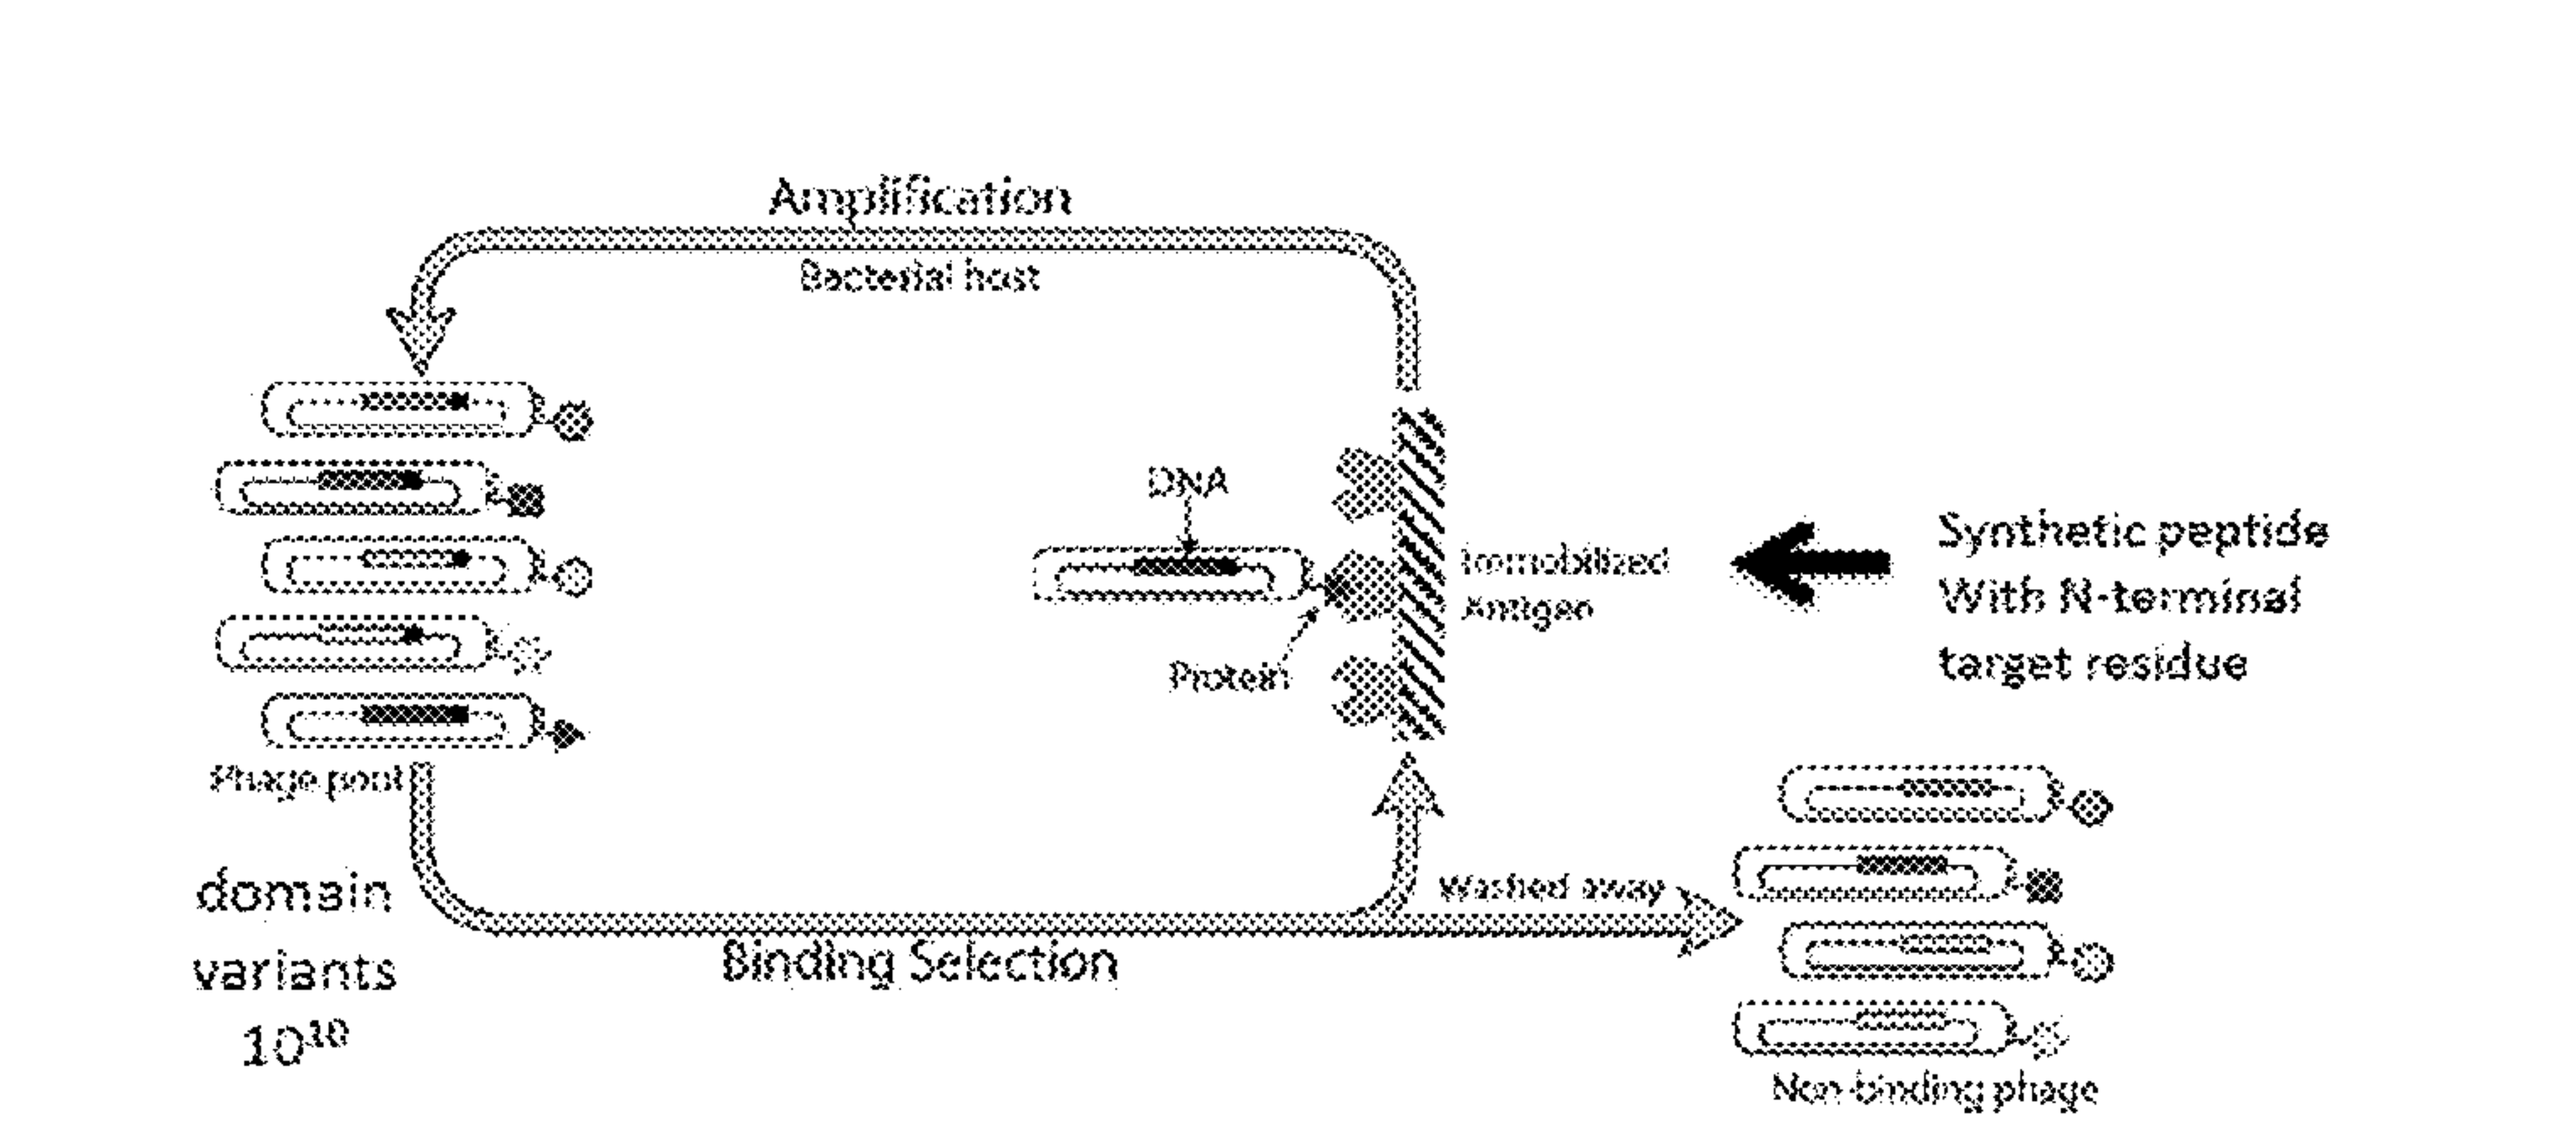 Amplification
Bacterial host
DNA
Immobilized
Antigen
Protein
Synthetic peptide
With N-terminal
target residue
Phage pool
domain
variants
10¹⁰
Washed away
Binding Selection
Non-binding phage